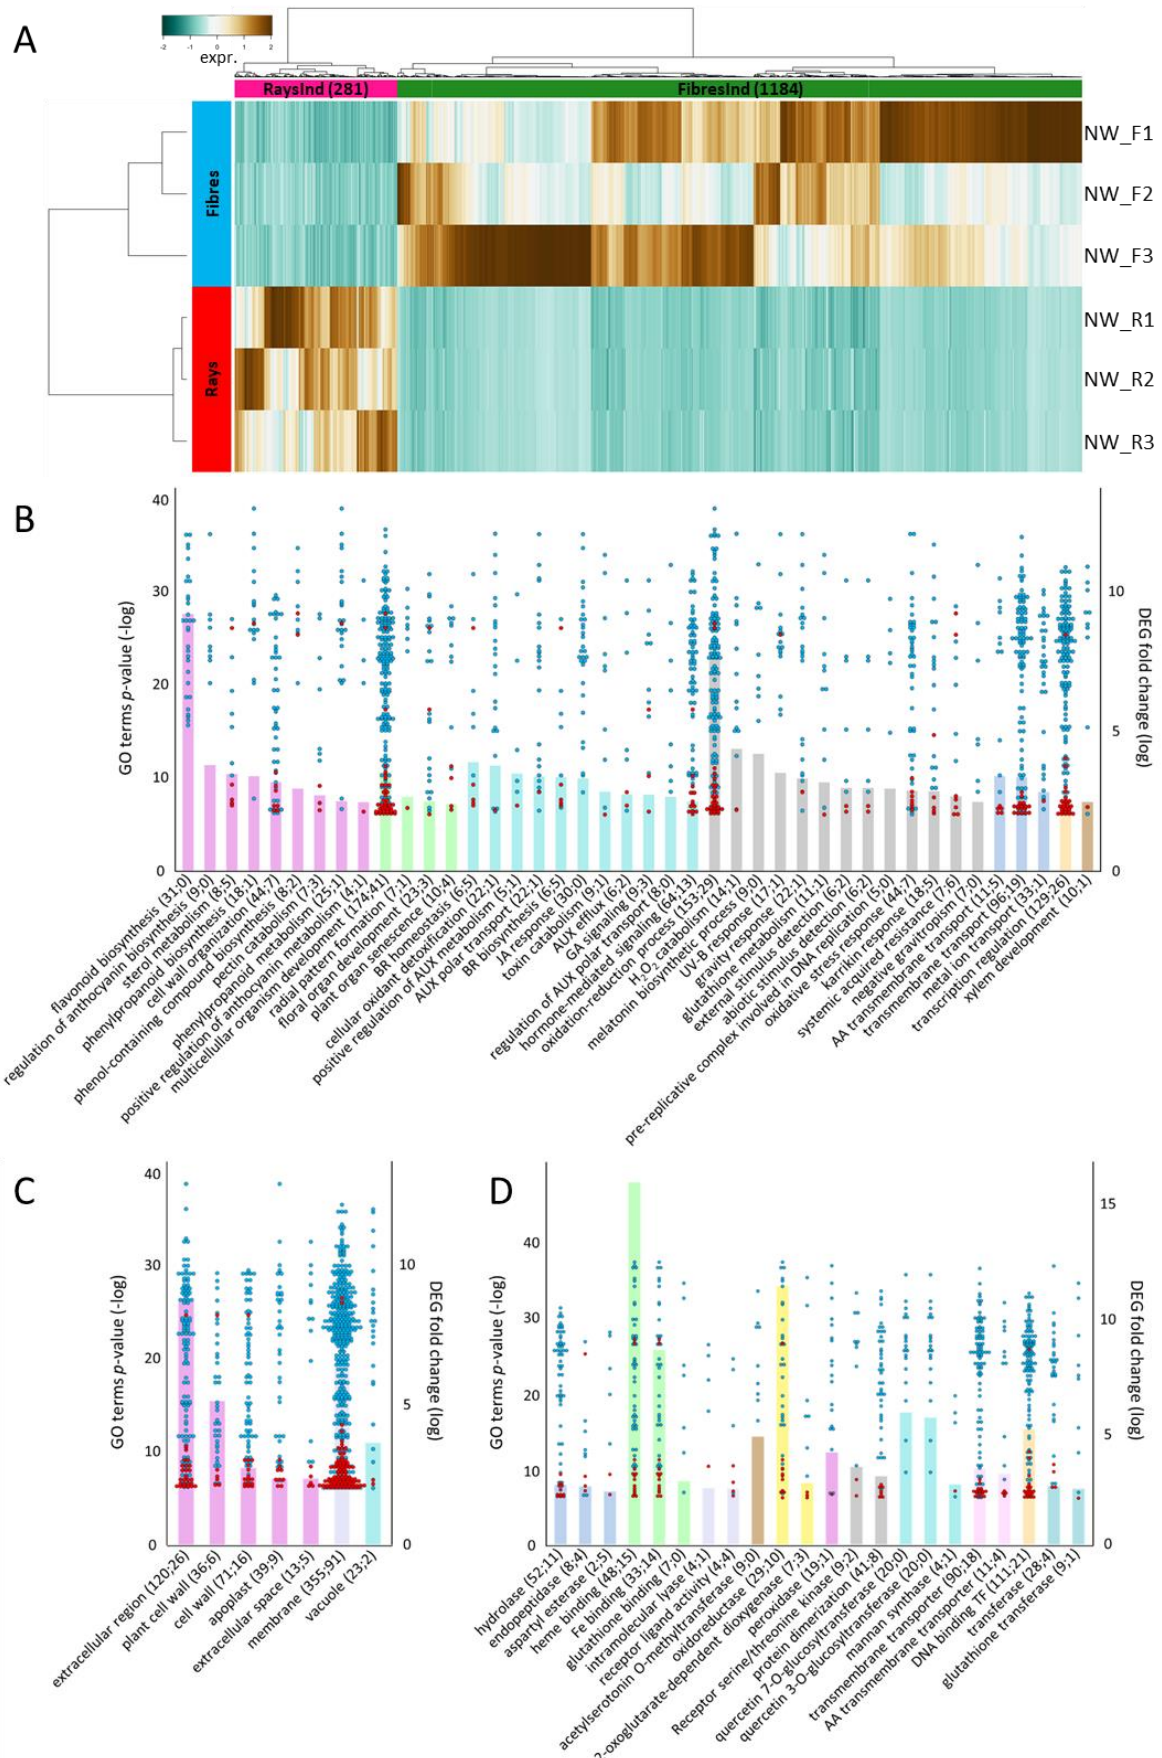 A
-2 -1 0 1 2
expr.
RaysInd (281)
FibresInd (1184)
Fibres
Rays
NW_F1
NW_F2
NW_F3
NW_R1
NW_R2
NW_R3
B
GO terms p-value (-log)
40
30
20
10
0
DEG fold change (log)
10
5
0
flavonoid biosynthesis (31-0)
regulation of anthocyanin biosynthesis (9-0)
sterol metabolism (8-5)
phenylpropanoid biosynthesis (18-1)
cell wall organization (44-7)
phenol-containing compound biosynthesis (8-2)
pectin catabolism (7-3)
phenylpropanoid metabolism (25-1)
positive regulation of anthocyanin metabolism (4-1)
multicellular organism development (174;41)
radial pattern formation (7;1)
floral organ development (23-3)
plant organ senescence (10;4)
BR homeostasis (6-5)
cellular oxidant detoxification (22;1)
positive regulation of AUX metabolism (5-1)
AUX polar transport (22;1)
BR biosynthesis (6-5)
JA response (30-0)
toxin catabolism (9;1)
AUX efflux (6-2)
GA signaling (9-3)
regulation of AUX polar transport (8-0)
hormone-mediated signaling (64;13)
oxidation-reduction process (153-29)
H2O2 catabolism (14;1)
melatonin biosynthetic process (9-0)
UV-B response (17-1)
gravity response (22;1)
glutathione metabolism (11-1)
external stimulus detection (6;2)
abiotic stimulus detection (6-2)
pre-replicative complex involved in DNA replication (5-0)
oxidative stress response (44;7)
karrikin response (18-5)
systemic acquired resistance (7-6)
negative gravitropism (7-0)
AA transmembrane transport (11-5)
transmembrane transport (96;19)
metal ion transport (33;1)
transcription regulation (129;26)
xylem development (10;1)
C
GO terms p-value (-log)
40
30
20
10
0
DEG fold change (log)
10
5
0
extracellular region (120;26)
plant cell wall (36;6)
cell wall (71;16)
apoplast (39;9)
extracellular space (13;5)
membrane (355;91)
vacuole (23;2)
D
GO terms p-value (-log)
40
30
20
10
0
DEG fold change (log)
15
10
5
0
hydrolase (52;11)
endopeptidase (8;4)
aspartyl esterase (2;5)
heme binding (48;15)
Fe binding (33;14)
glutathione binding (7;0)
intramolecular lyase (4;1)
receptor ligand activity (4;4)
acetylserotonin O-methyltransferase (9;0)
oxidoreductase (29;10)
2-oxoglutarate-dependent dioxygenase (7;3)
peroxidase (19;1)
Receptor serine/threonine kinase (9;2)
protein dimerization (41;8)
quercetin 7-O-glucosyltransferase (20;0)
quercetin 3-O-glucosyltransferase (20;0)
mannan synthase (4;1)
transmembrane transporter (90;18)
AA transmembrane transporter (11;4)
DNA binding TF (111;21)
transferase (28;4)
glutathione transferase (9;1)